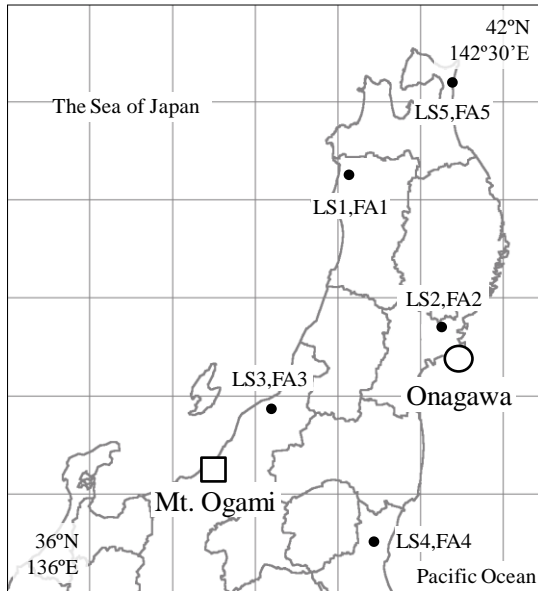 42ºN
142º30’E
The Sea of Japan
LS5,FA5
LS1,FA1
LS2,FA2
LS3,FA3
Onagawa
Mt. Ogami
36ºN
136ºE
LS4,FA4
Pacific Ocean